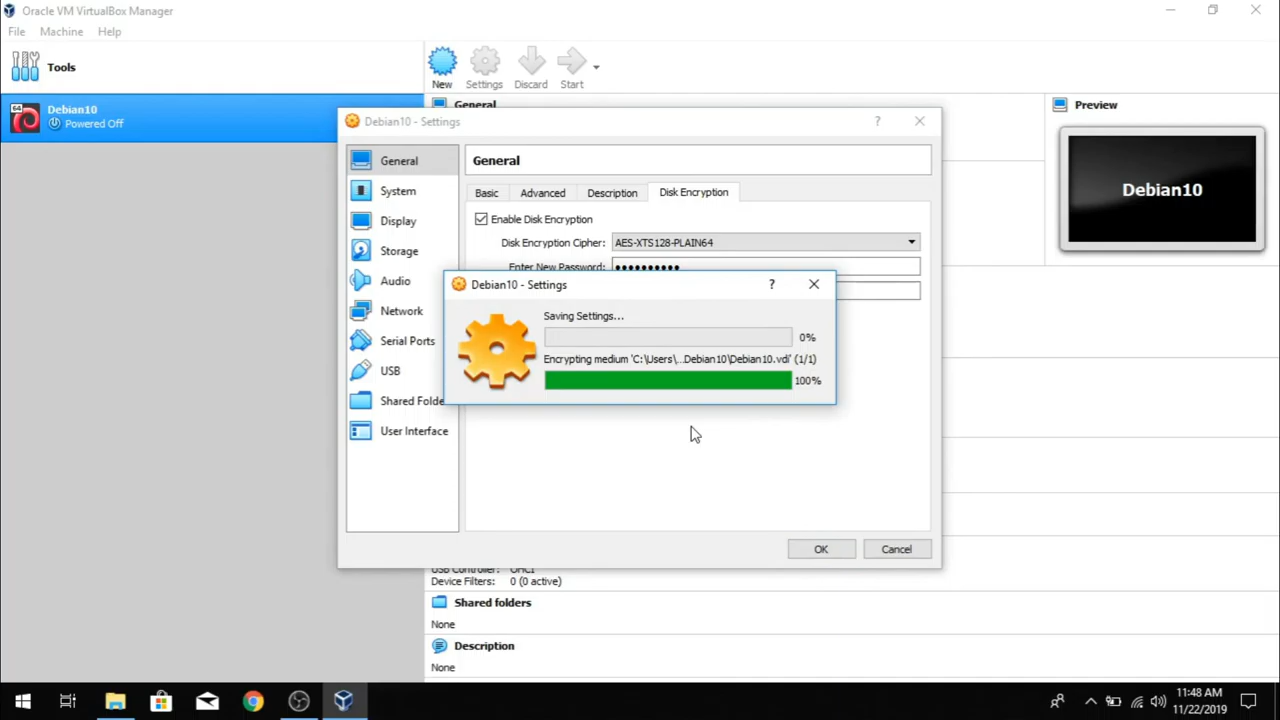 Oracle VM VirtualBox Manager
File Machine Help
Tools
New Settings Discard Start
64 Debian10
Powered Off
General
Preview
Debian10
Debian10 - Settings
?
General
System
Display
Storage
Audio
Network
Serial Ports
USB
Shared Folde
User Interface
General
Basic Advanced Description Disk Encryption
Enable Disk Encryption
Disk Encryption Cipher: AES-XTS128-PLAIN64
Enter New Password: ●●●●●●●●●●
Debian10 - Settings
?
Saving Settings...
0%
Encrypting medium 'C:\Users\...Debian10\Debian10.vdi' (1/1)
100%
OK Cancel
USB Controller: OHCI
Device Filters: 0 (0 active)
Shared folders
None
Description
None
11:48 AM
11/22/2019